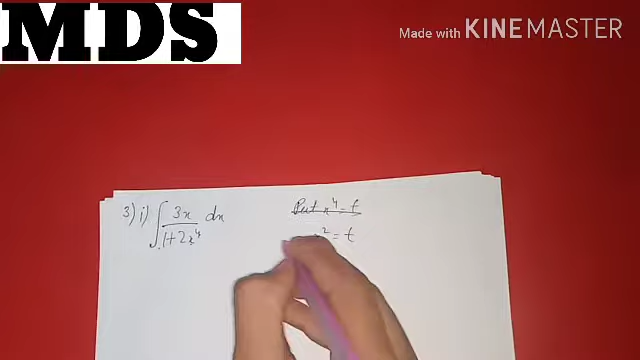 MDS
Made with KINEMASTER
3) i) ∫ 3x / 1+2x⁴ dx
Put x⁴ = t
x² = t